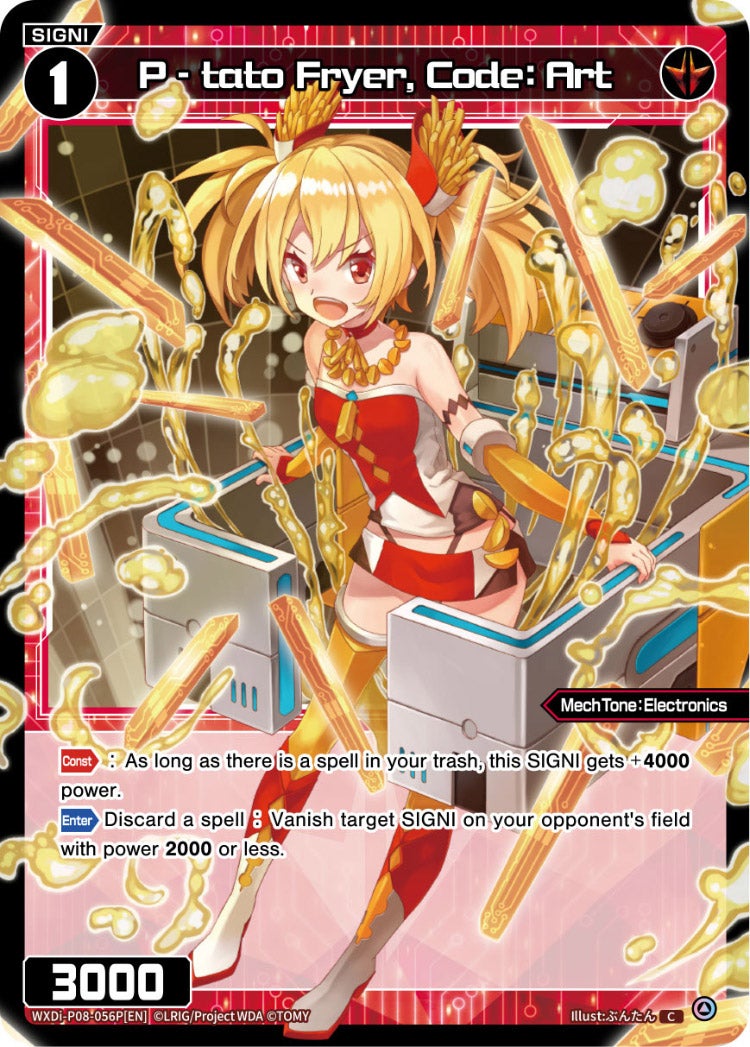 SIGNI
1
P - tato Fryer, Code: Art
MechTone:Electronics
Const : As long as there is a spell in your trash, this SIGNI gets +4000
power.
Enter Discard a spell : Vanish target SIGNI on your opponent's field
with power 2000 or less.
3000
WXDi-P08-056P[EN] ©LRIG/Project WDA ©TOMY
Illust:ぶんたん C